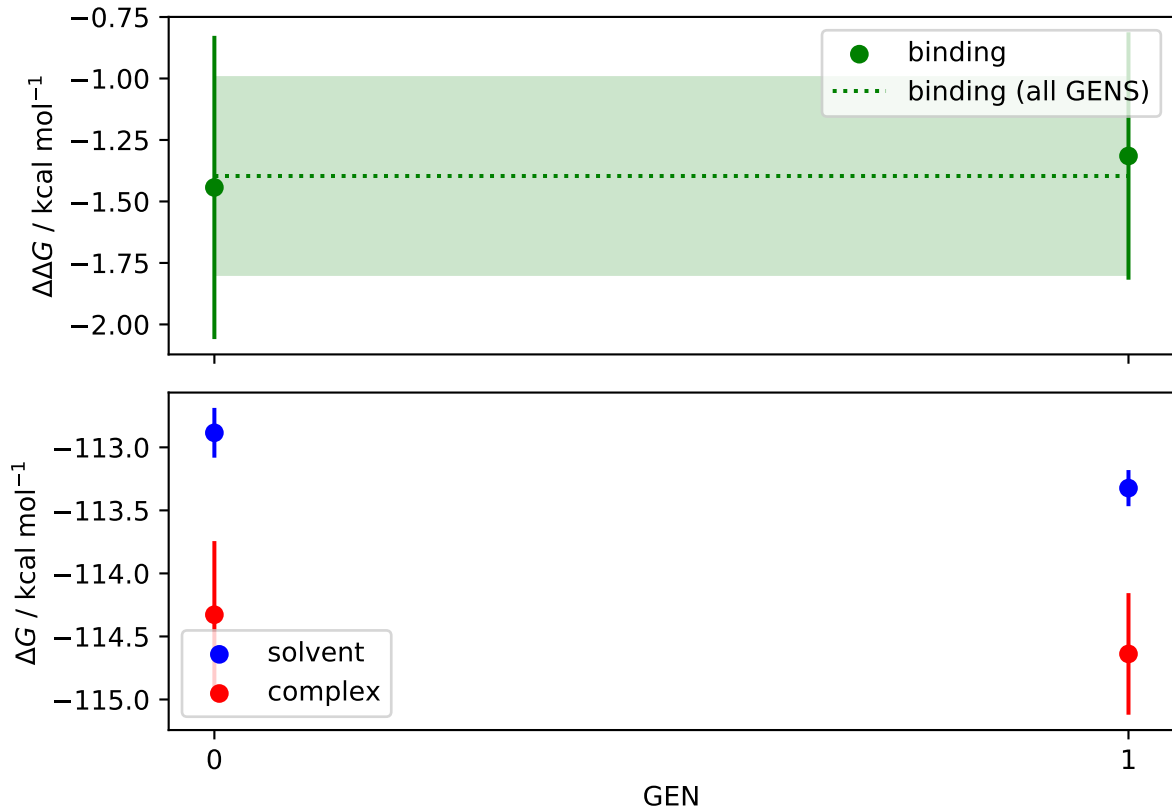 −0.75
−1.00
−1.25
−1.50
−1.75
−2.00
ΔΔG / kcal mol⁻¹
binding
binding (all GENS)
−113.0
−113.5
−114.0
−114.5
−115.0
ΔG / kcal mol⁻¹
solvent
complex
0
1
GEN